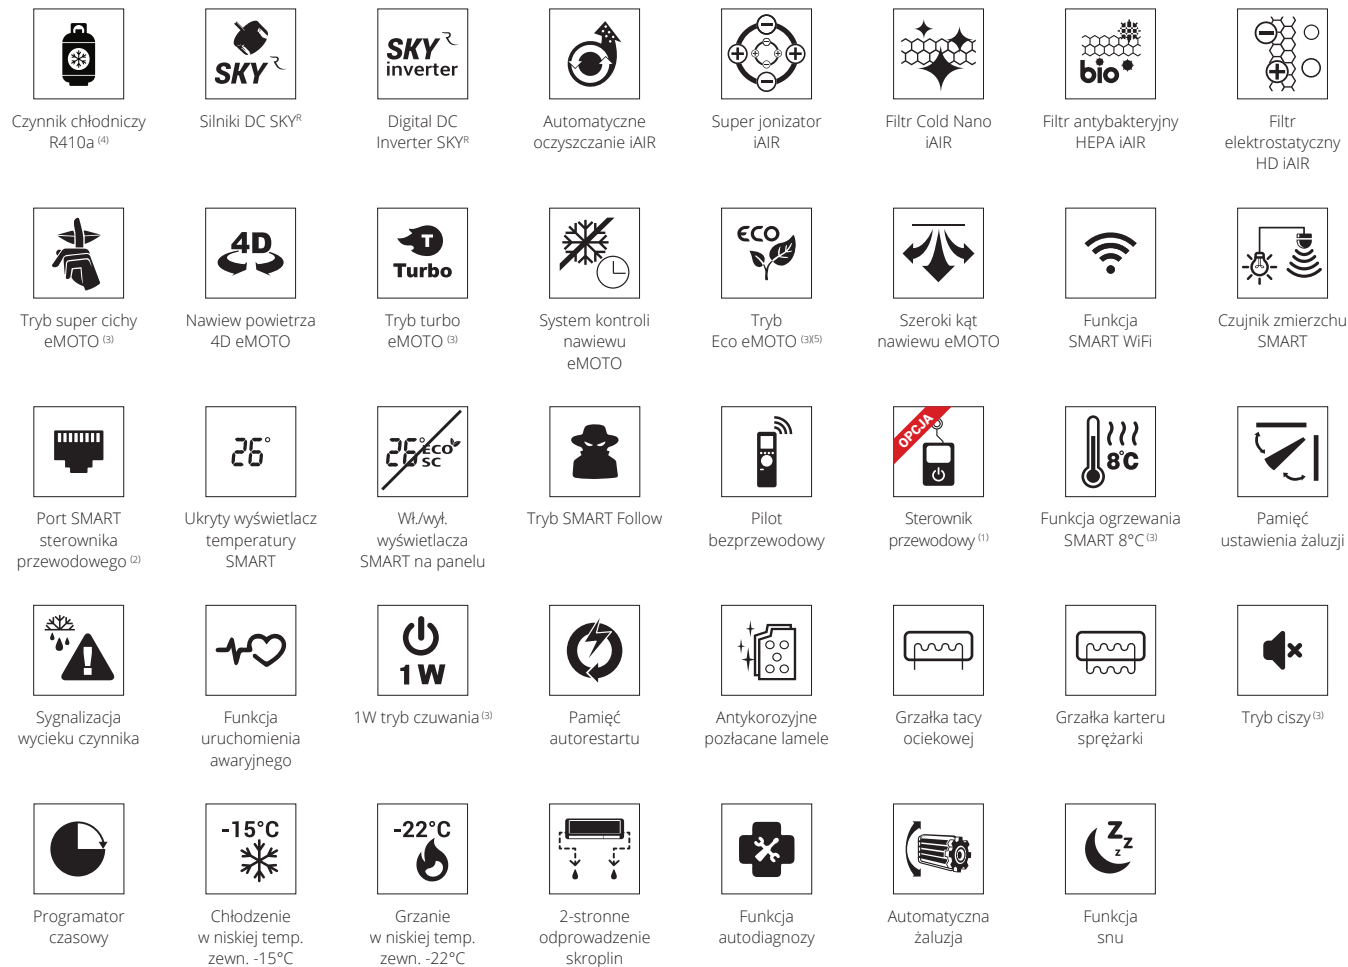 SKY R
SKY R
inverter
bio
Czynnik chłodniczy
R410a (4)
Silniki DC SKYR
Digital DC
Inverter SKYR
Automatyczne
oczyszczanie iAIR
Super jonizator
iAIR
Filtr Cold Nano
iAIR
Filtr antybakteryjny
HEPA iAIR
Filtr
elektrostatyczny
HD iAIR
4D
T
Turbo
ECO
Tryb super cichy
eMOTO (3)
Nawiew powietrza
4D eMOTO
Tryb turbo
eMOTO (3)
System kontroli
nawiewu
eMOTO
Tryb
Eco eMOTO (3)(5)
Szeroki kąt
nawiewu eMOTO
Funkcja
SMART WiFi
Czujnik zmierzchu
SMART
26°
26° ECO
SC
OPCJA
8°C
Port SMART
sterownika
przewodowego (2)
Ukryty wyświetlacz
temperatury
SMART
Wł./wył.
wyświetlacza
SMART na panelu
Tryb SMART Follow
Pilot
bezprzewodowy
Sterownik
przewodowy (1)
Funkcja ogrzewania
SMART 8°C (3)
Pamięć
ustawienia żaluzji
1W
Sygnalizacja
wycieku czynnika
Funkcja
uruchomienia
awaryjnego
1W tryb czuwania (3)
Pamięć
autorestartu
Antykorozyjne
pozłacane lamele
Grzałka tacy
ociekowej
Grzałka karteru
sprężarki
Tryb ciszy (3)
-15°C
-22°C
Z z z
Programator
czasowy
Chłodzenie
w niskiej temp.
zewn. -15°C
Grzanie
w niskiej temp.
zewn. -22°C
2-stronne
odprowadzenie
skroplin
Funkcja
autodiagnozy
Automatyczna
żaluzja
Funkcja
snu